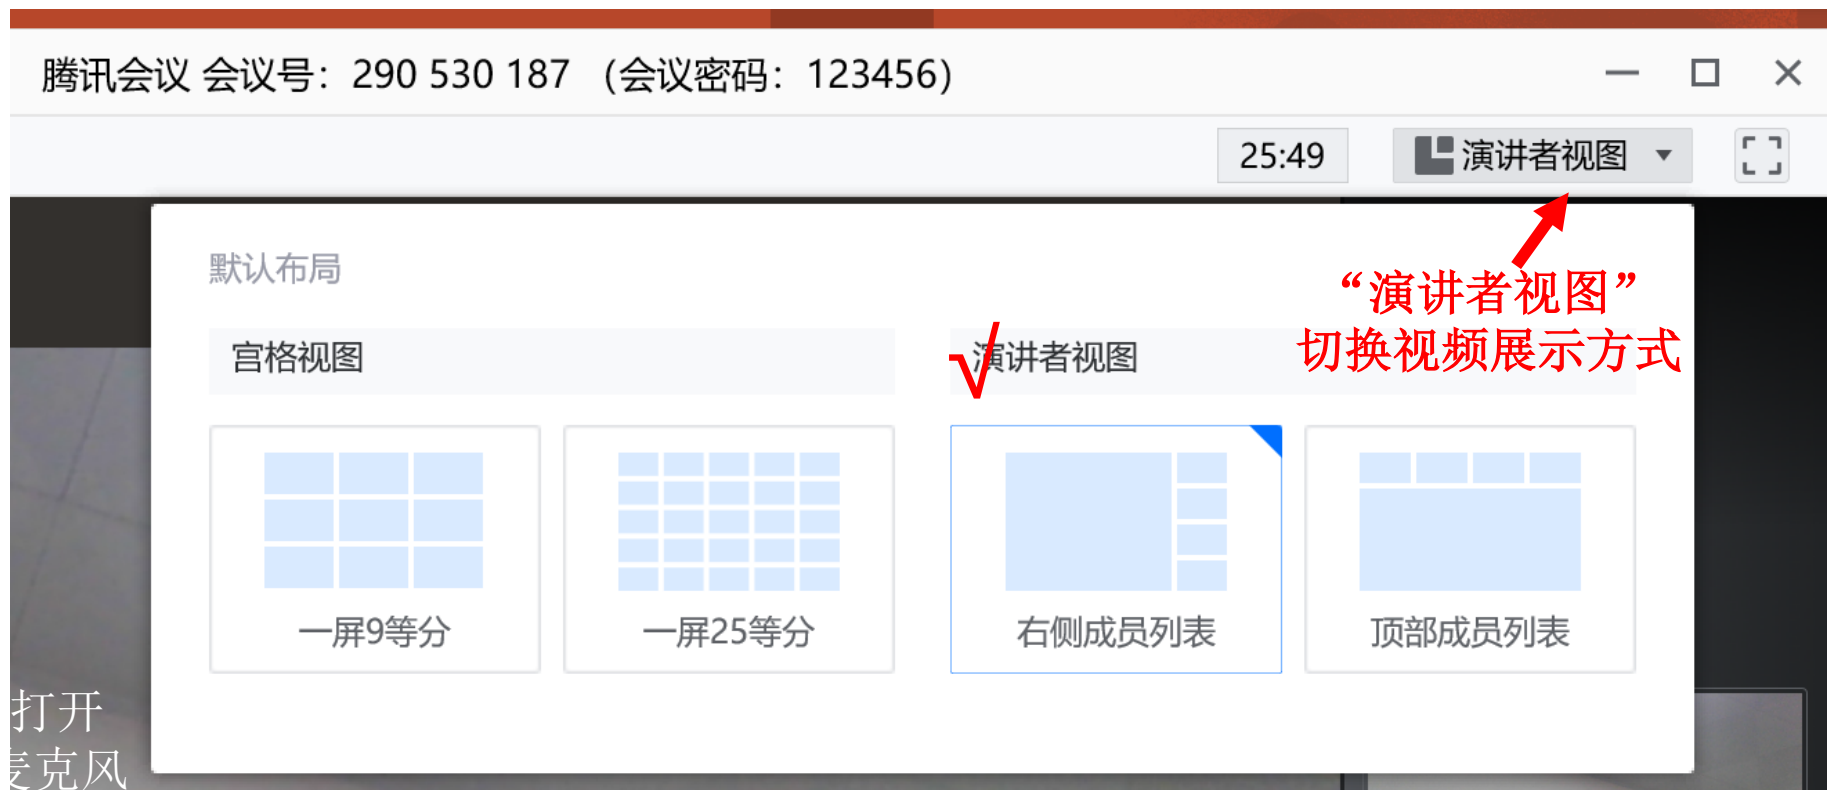 腾讯会议 会议号：290 530 187 （会议密码：123456）
25:49
演讲者视图
默认布局
“演讲者视图”
切换视频展示方式
宫格视图
√
演讲者视图
一屏9等分
一屏25等分
右侧成员列表
顶部成员列表
打开
麦克风